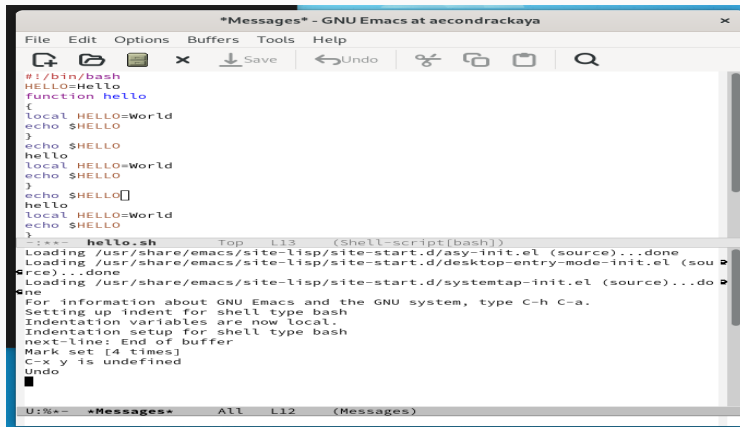 *Messages* - GNU Emacs at aecondrackaya ×
File Edit Options Buffers Tools Help
Save Undo
#!/bin/bash
HELLO=Hello
function hello
{
local HELLO=World
echo $HELLO
}
echo $HELLO
hello
local HELLO=World
echo $HELLO
}
echo $HELLO
hello
local HELLO=World
echo $HELLO
}
-:**- hello.sh Top L13 (Shell-script[bash])
Loading /usr/share/emacs/site-lisp/site-start.d/asy-init.el (source)...done
Loading /usr/share/emacs/site-lisp/site-start.d/desktop-entry-mode-init.el (sou
rce)...done
Loading /usr/share/emacs/site-lisp/site-start.d/systemtap-init.el (source)...do
ne
For information about GNU Emacs and the GNU system, type C-h C-a.
Setting up indent for shell type bash
Indentation variables are now local.
Indentation setup for shell type bash
next-line: End of buffer
Mark set [4 times]
C-x y is undefined
Undo
U:%*- *Messages* All L12 (Messages)